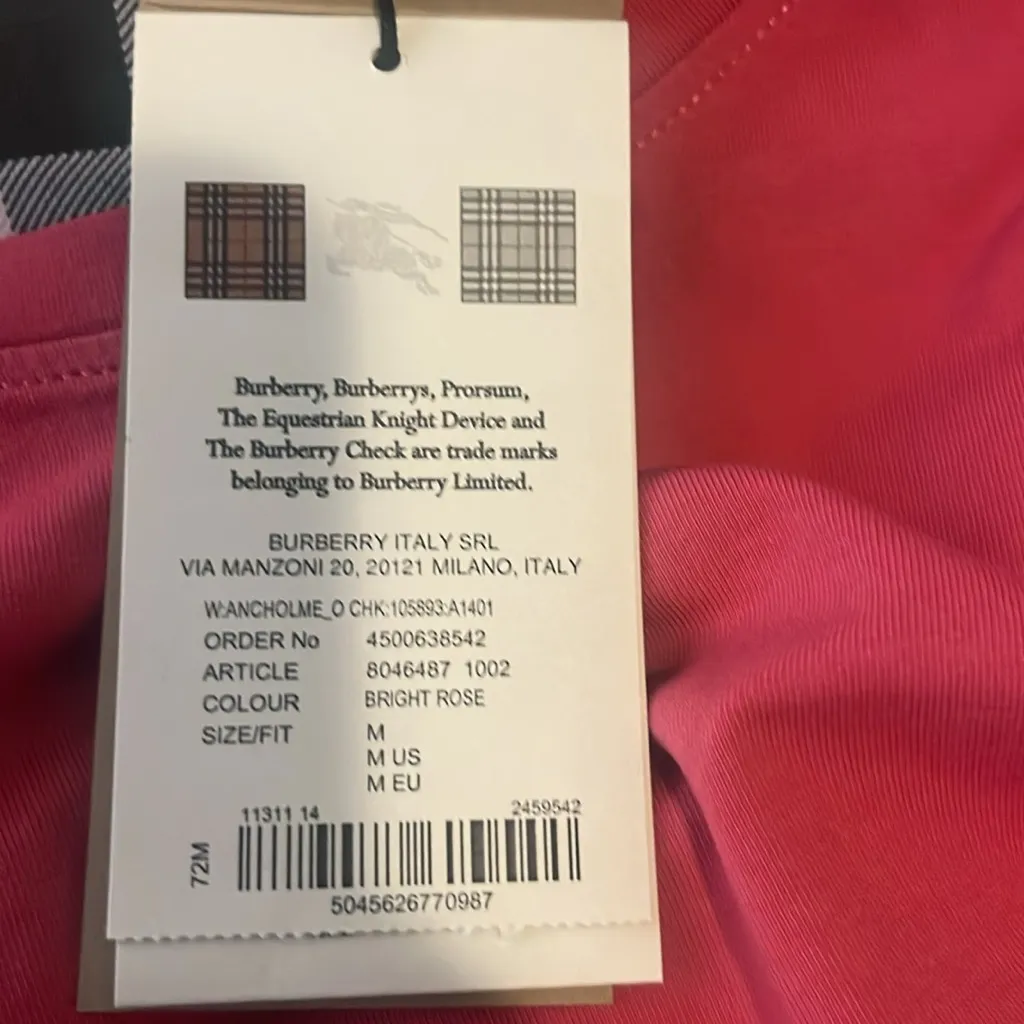 Burberry, Burberrys, Prorsum,
The Equestrian Knight Device and
The Burberry Check are trade marks
belonging to Burberry Limited.
BURBERRY ITALY SRL
VIA MANZONI 20, 20121 MILANO, ITALY
W:ANCHOLME_O CHK:105893:A1401
ORDER No 4500638542
ARTICLE 8046487 1002
COLOUR BRIGHT ROSE
SIZE/FIT M
M US
M EU
11311 14 2459542
72M
5045626770987